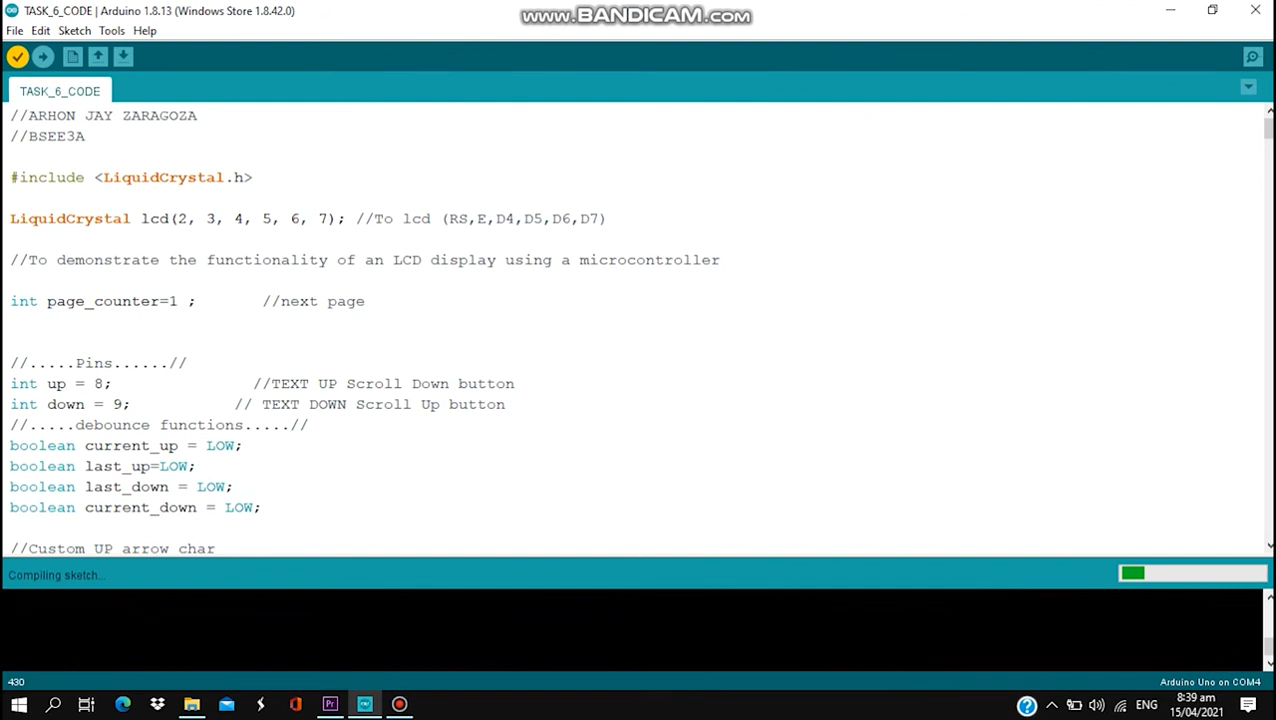 TASK_6_CODE | Arduino 1.8.13 (Windows Store 1.8.42.0)
www.BANDICAM.com
File Edit Sketch Tools Help
TASK_6_CODE
//ARHON JAY ZARAGOZA
//BSEE3A
#include <LiquidCrystal.h>
LiquidCrystal lcd(2, 3, 4, 5, 6, 7); //To lcd (RS,E,D4,D5,D6,D7)
//To demonstrate the functionality of an LCD display using a microcontroller
int page_counter=1 ; //next page
//.....Pins......//
int up = 8; //TEXT UP Scroll Down button
int down = 9; // TEXT DOWN Scroll Up button
//.....debounce functions.....//
boolean current_up = LOW;
boolean last_up=LOW;
boolean last_down = LOW;
boolean current_down = LOW;
//Custom UP arrow char
Compiling sketch...
430
Arduino Uno on COM4
Pr
ENG
8:39 am
15/04/2021